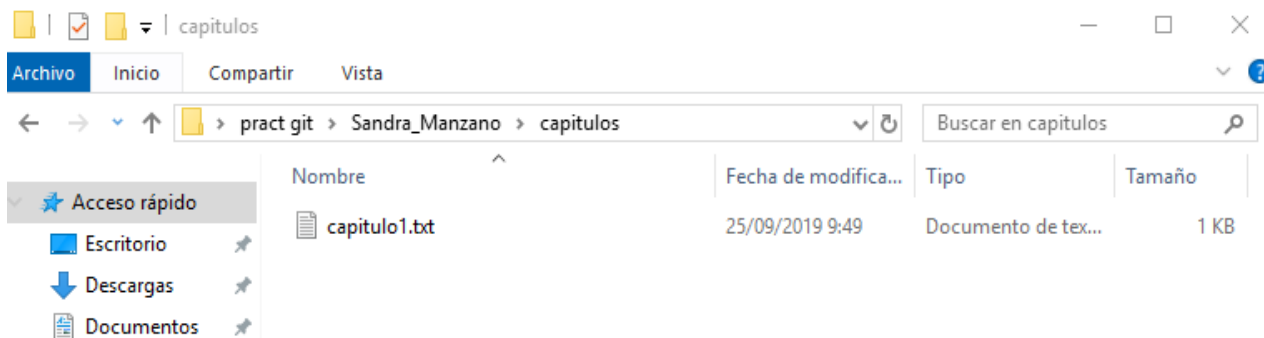 capitulos
Archivo Inicio Compartir Vista
pract git > Sandra_Manzano > capitulos Buscar en capitulos
Nombre Fecha de modifica... Tipo Tamaño
Acceso rápido
capitulo1.txt 25/09/2019 9:49 Documento de tex... 1 KB
Escritorio
Descargas
Documentos